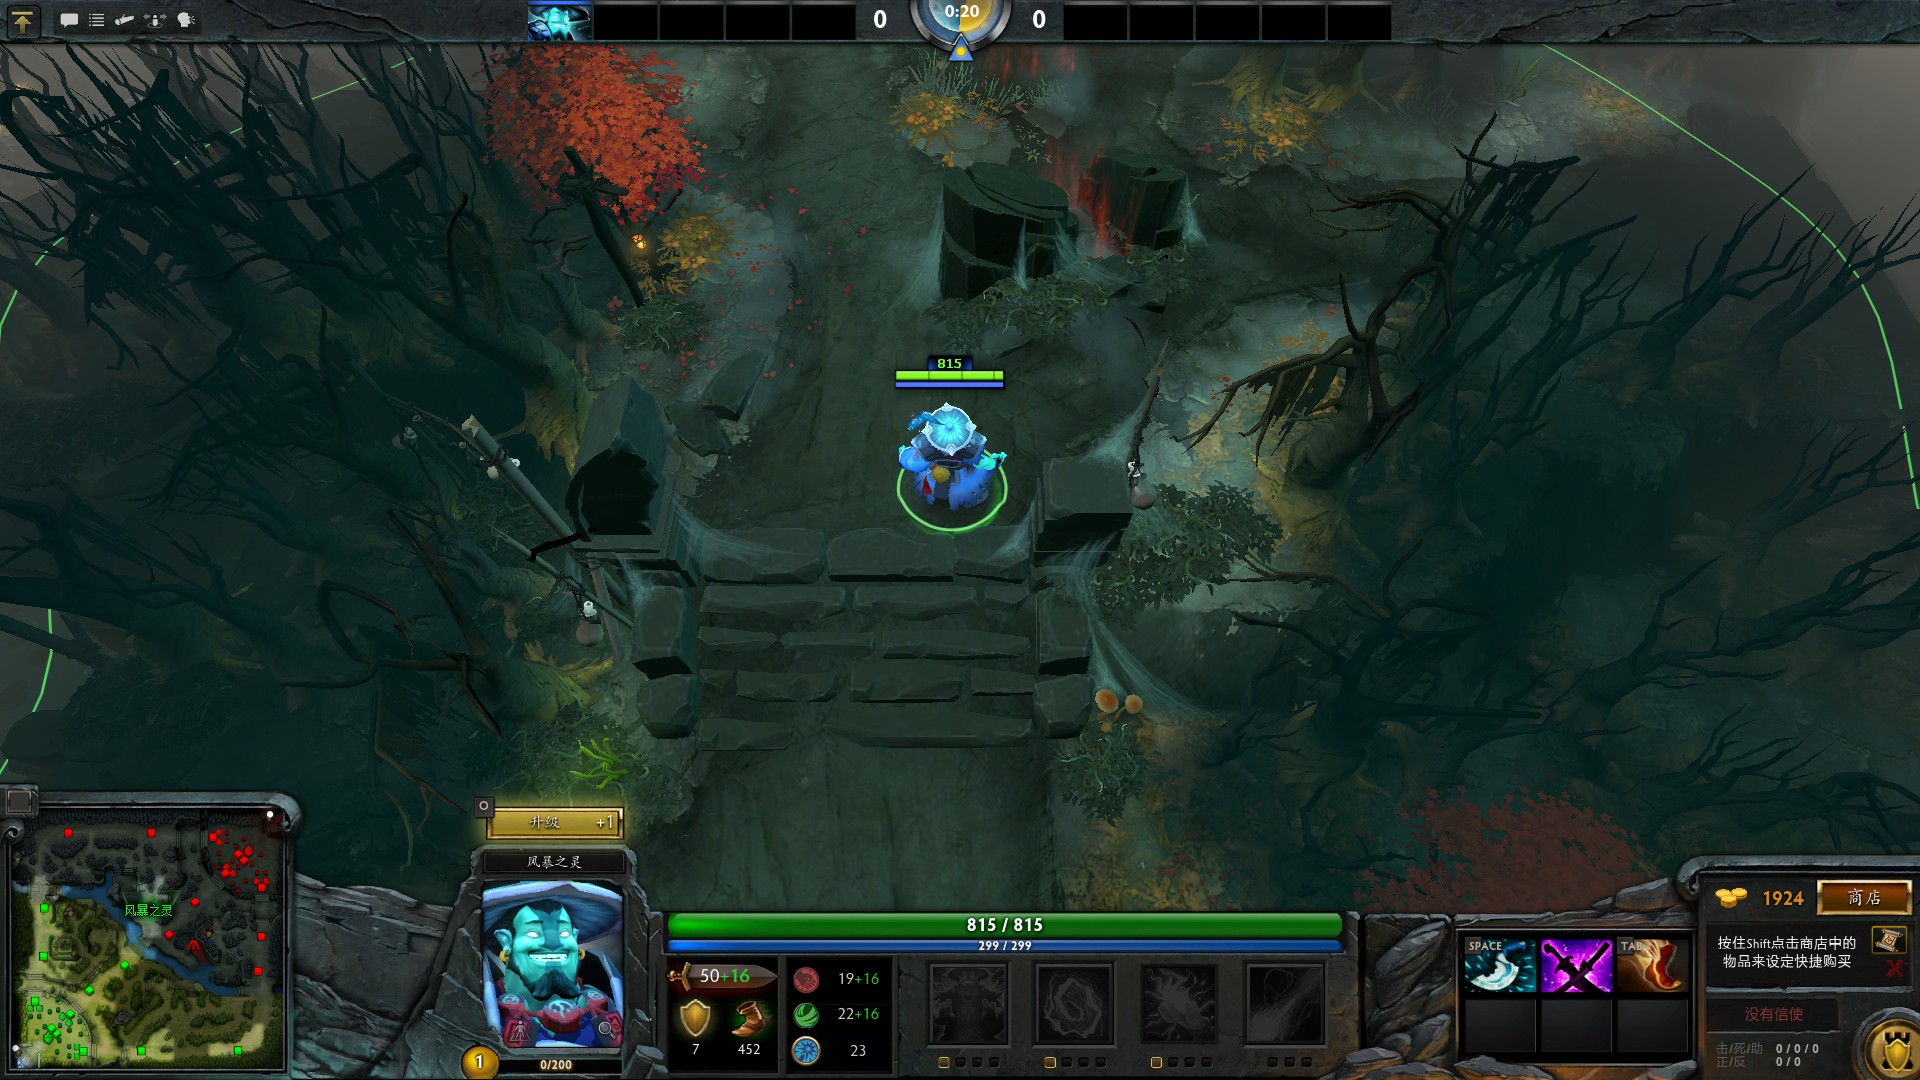 0
0:20
0
815
风暴之灵
O
升级 +1
风暴之灵
1
0/200
815 / 815
299 / 299
50+16
7
452
19+16
22+16
23
SPACE
TAB
1924
商店
按住Shift点击商店中的
物品来设定快捷购买
没有信使
击/死/助 0 / 0 / 0
正/反 0 / 0